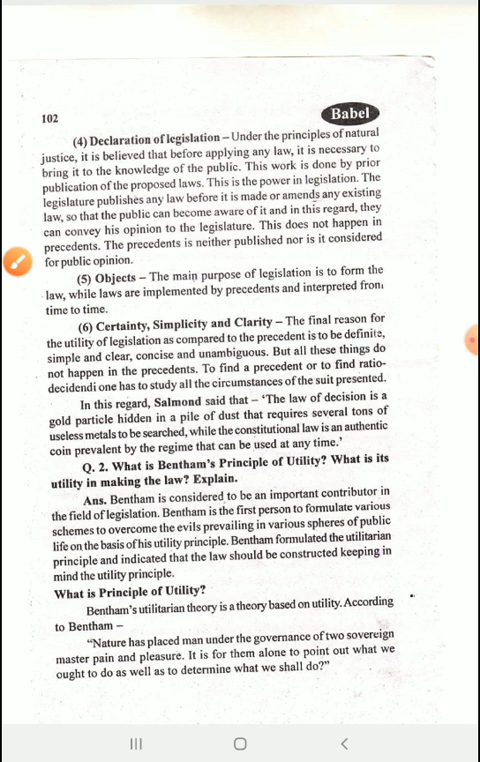 102
Babel
(4) Declaration of legislation – Under the principles of natural
justice, it is believed that before applying any law, it is necessary to
bring it to the knowledge of the public. This work is done by prior
publication of the proposed laws. This is the power in legislation. The
legislature publishes any law before it is made or amends any existing
law, so that the public can become aware of it and in this regard, they
can convey his opinion to the legislature. This does not happen in
precedents. The precedents is neither published nor is it considered
for public opinion.
(5) Objects – The main purpose of legislation is to form the
law, while laws are implemented by precedents and interpreted from
time to time.
(6) Certainty, Simplicity and Clarity – The final reason for
the utility of legislation as compared to the precedent is to be definite,
simple and clear, concise and unambiguous. But all these things do
not happen in the precedents. To find a precedent or to find ratio-
decidendi one has to study all the circumstances of the suit presented.
In this regard, Salmond said that – ‘The law of decision is a
gold particle hidden in a pile of dust that requires several tons of
useless metals to be searched, while the constitutional law is an authentic
coin prevalent by the regime that can be used at any time.’
Q. 2. What is Bentham's Principle of Utility? What is its
utility in making the law? Explain.
Ans. Bentham is considered to be an important contributor in
the field of legislation. Bentham is the first person to formulate various
schemes to overcome the evils prevailing in various spheres of public
life on the basis of his utility principle. Bentham formulated the utilitarian
principle and indicated that the law should be constructed keeping in
mind the utility principle.
What is Principle of Utility?
Bentham's utilitarian theory is a theory based on utility. According
to Bentham –
“Nature has placed man under the governance of two sovereign
master pain and pleasure. It is for them alone to point out what we
ought to do as well as to determine what we shall do?”